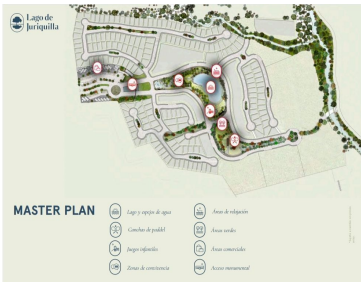 Lago de
Juriquilla
MASTER PLAN
Lago y espejos de agua
Canchas de paddel
Juegos infantiles
Zonas de convivencia
Áreas de relajación
Áreas verdes
Áreas comerciales
Acceso monumental